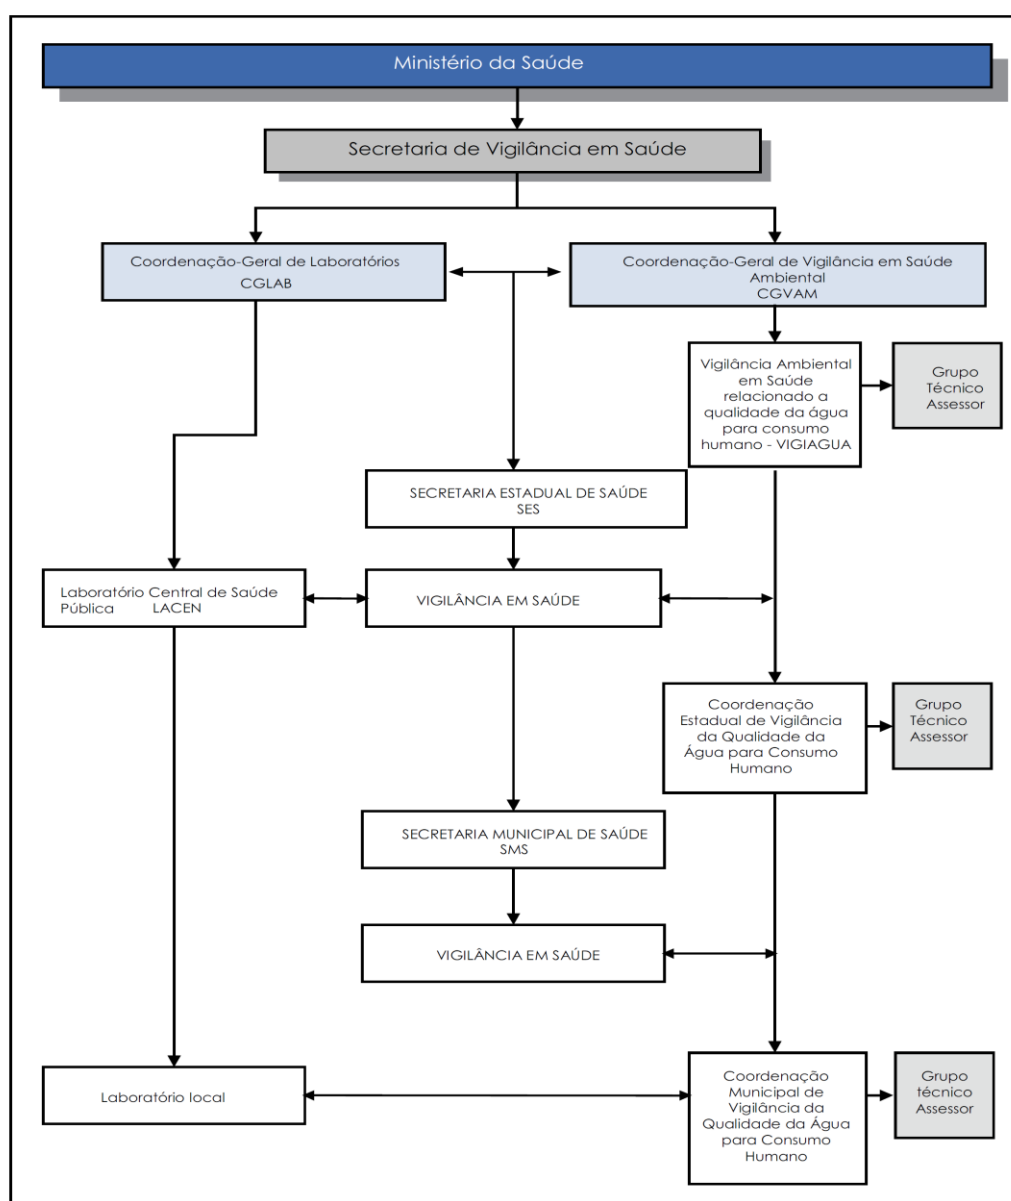 Ministério da Saúde
Secretaria de Vigilância em Saúde
Coordenação-Geral de Laboratórios
CGLAB
Coordenação-Geral de Vigilância em Saúde
Ambiental
CGVAM
Vigilância Ambiental
em Saúde
relacionado a
qualidade da água
para consumo
humano - VIGIAGUA
Grupo
Técnico
Assessor
SECRETARIA ESTADUAL DE SAÚDE
SES
Laboratório Central de Saúde
Pública LACEN
VIGILÂNCIA EM SAÚDE
Coordenação
Estadual de Vigilância
da Qualidade da
Água para Consumo
Humano
Grupo
Técnico
Assessor
SECRETARIA MUNICIPAL DE SAÚDE
SMS
VIGILÂNCIA EM SAÚDE
Laboratório local
Coordenação
Municipal de
Vigilância da
Qualidade da Água
para Consumo
Humano
Grupo
técnico
Assessor